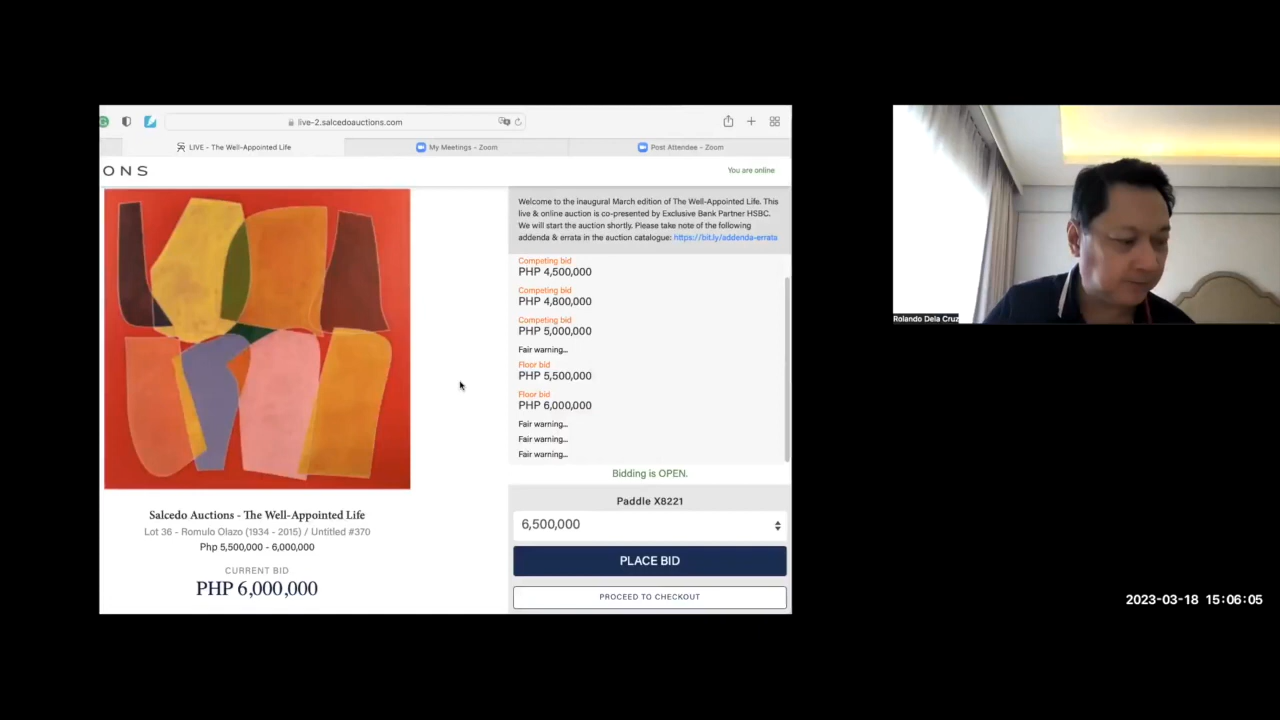 live-2.salcedoauctions.com
LIVE - The Well-Appointed Life
My Meetings - Zoom
Post Attendee - Zoom
ONS
You are online
Welcome to the inaugural March edition of The Well-Appointed Life. This
live & online auction is co-presented by Exclusive Bank Partner HSBC.
We will start the auction shortly. Please take note of the following
addenda & errata in the auction catalogue: https://bit.ly/addenda-errata
Competing bid
PHP 4,500,000
Competing bid
PHP 4,800,000
Competing bid
PHP 5,000,000
Fair warning...
Floor bid
PHP 5,500,000
Floor bid
PHP 6,000,000
Fair warning...
Fair warning...
Fair warning...
Bidding is OPEN.
Paddle X8221
6,500,000
PLACE BID
PROCEED TO CHECKOUT
Salcedo Auctions - The Well-Appointed Life
Lot 36 - Romulo Olazo (1934 - 2015) / Untitled #370
Php 5,500,000 - 6,000,000
CURRENT BID
PHP 6,000,000
Rolando Dela Cruz
2023-03-18 15:06:05